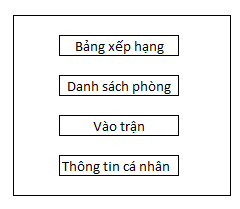 Bảng xếp hạng
Danh sách phòng
Vào trận
Thông tin cá nhân